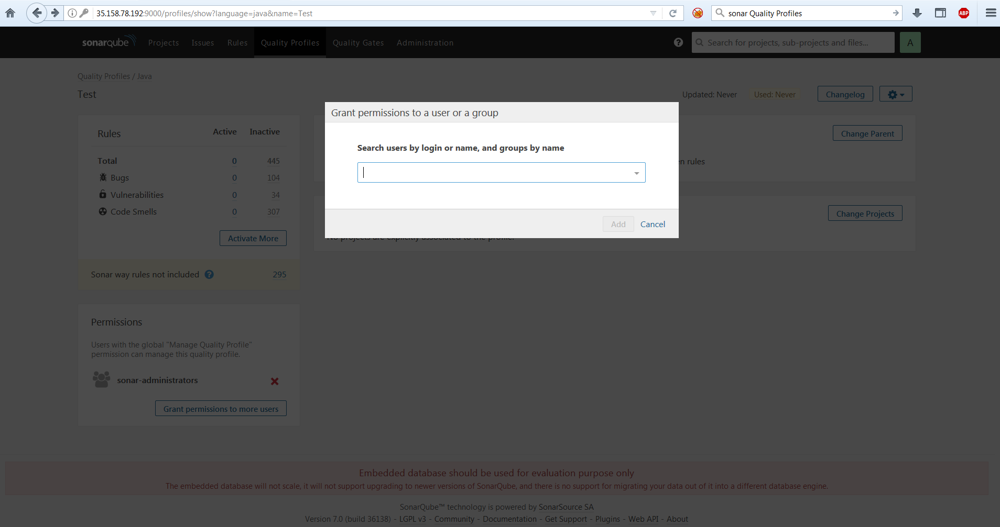 35.158.78.192:9000/profiles/show?language=java&name=Test
sonar Quality Profiles
ABP
sonarqube Projects Issues Rules Quality Profiles Quality Gates Administration
Search for projects, sub-projects and files...
A
Quality Profiles / Java
Test
Updated: Never Used: Never Changelog
Grant permissions to a user or a group
Search users by login or name, and groups by name
Add Cancel
Rules Active Inactive
Total 0 445
Bugs 0 104
Vulnerabilities 0 34
Code Smells 0 307
Activate More
Sonar way rules not included ? 295
Change Parent
rules
Change Projects
No projects are explicitly associated to the profile.
Permissions
Users with the global "Manage Quality Profile"
permission can manage this quality profile.
sonar-administrators
Grant permissions to more users
Embedded database should be used for evaluation purpose only
The embedded database will not scale, it will not support upgrading to newer versions of SonarQube, and there is no support for migrating your data out of it into a different database engine.
SonarQube™ technology is powered by SonarSource SA
Version 7.0 (build 36138) - LGPL v3 - Community - Documentation - Get Support - Plugins - Web API - About